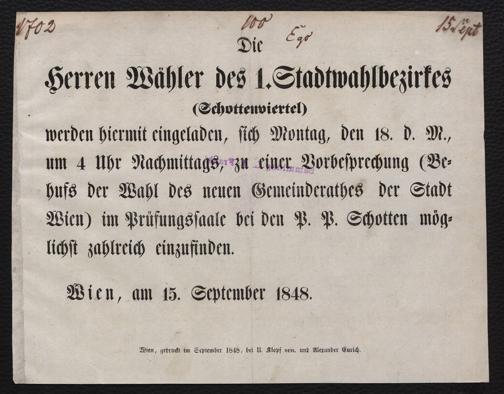 1702 100 Ego 15 Sept
Die
Herren Wähler des 1. Stadtwahlbezirkes
(Schottenviertel)
werden hiermit eingeladen, sich Montag, den 18. d. M.,
um 4 Uhr Nachmittags, zu einer Vorbesprechung (Be-
hufs der Wahl des neuen Gemeinderathes der Stadt
Wien) im Prüfungssaale bei den P. P. Schotten mög-
lichst zahlreich einzufinden.
Wien, am 15. September 1848.
Wien, gedruckt im September 1848, bei U. Klopf sen. und Alexander Eurich.